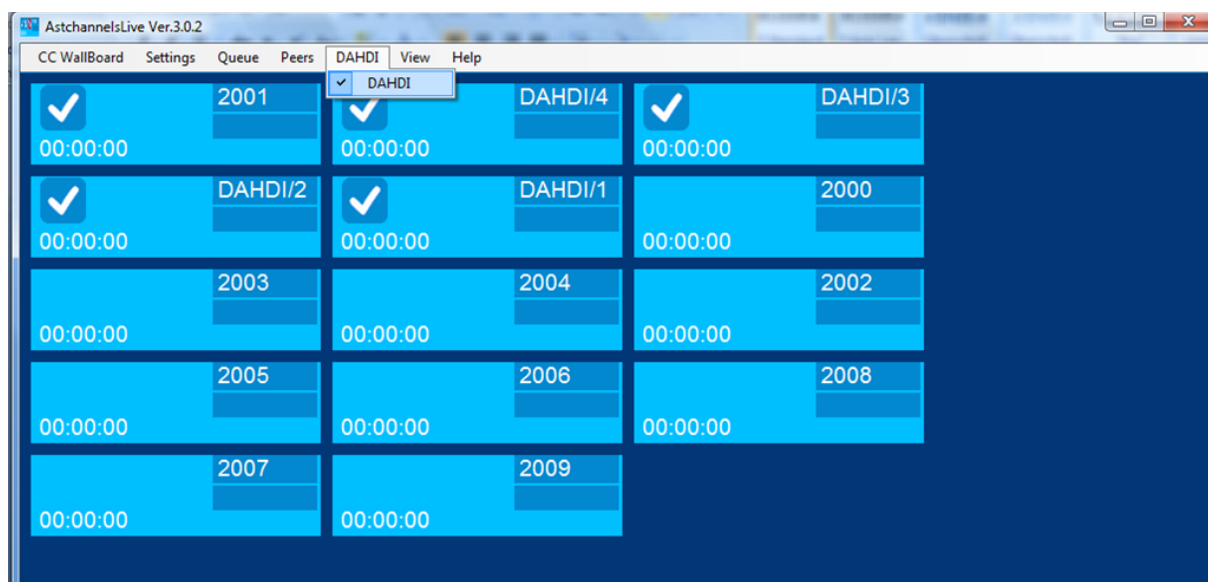 AstchannelsLive Ver.3.0.2
CC WallBoard Settings Queue Peers DAHDI View Help
DAHDI
2001 DAHDI/4 DAHDI/3
00:00:00 00:00:00 00:00:00
DAHDI/2 DAHDI/1 2000
00:00:00 00:00:00 00:00:00
2003 2004 2002
00:00:00 00:00:00 00:00:00
2005 2006 2008
00:00:00 00:00:00 00:00:00
2007 2009
00:00:00 00:00:00